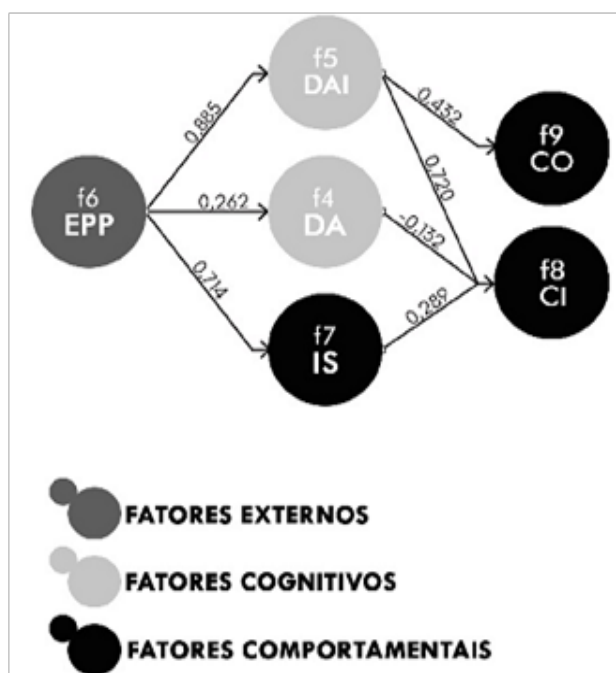 f5
DAI
0,885
0,432
f9
CO
0,720
f6
EPP
0,262
f4
DA
-0,132
f8
CI
0,714
0,289
f7
IS
FATORES EXTERNOS
FATORES COGNITIVOS
FATORES COMPORTAMENTAIS